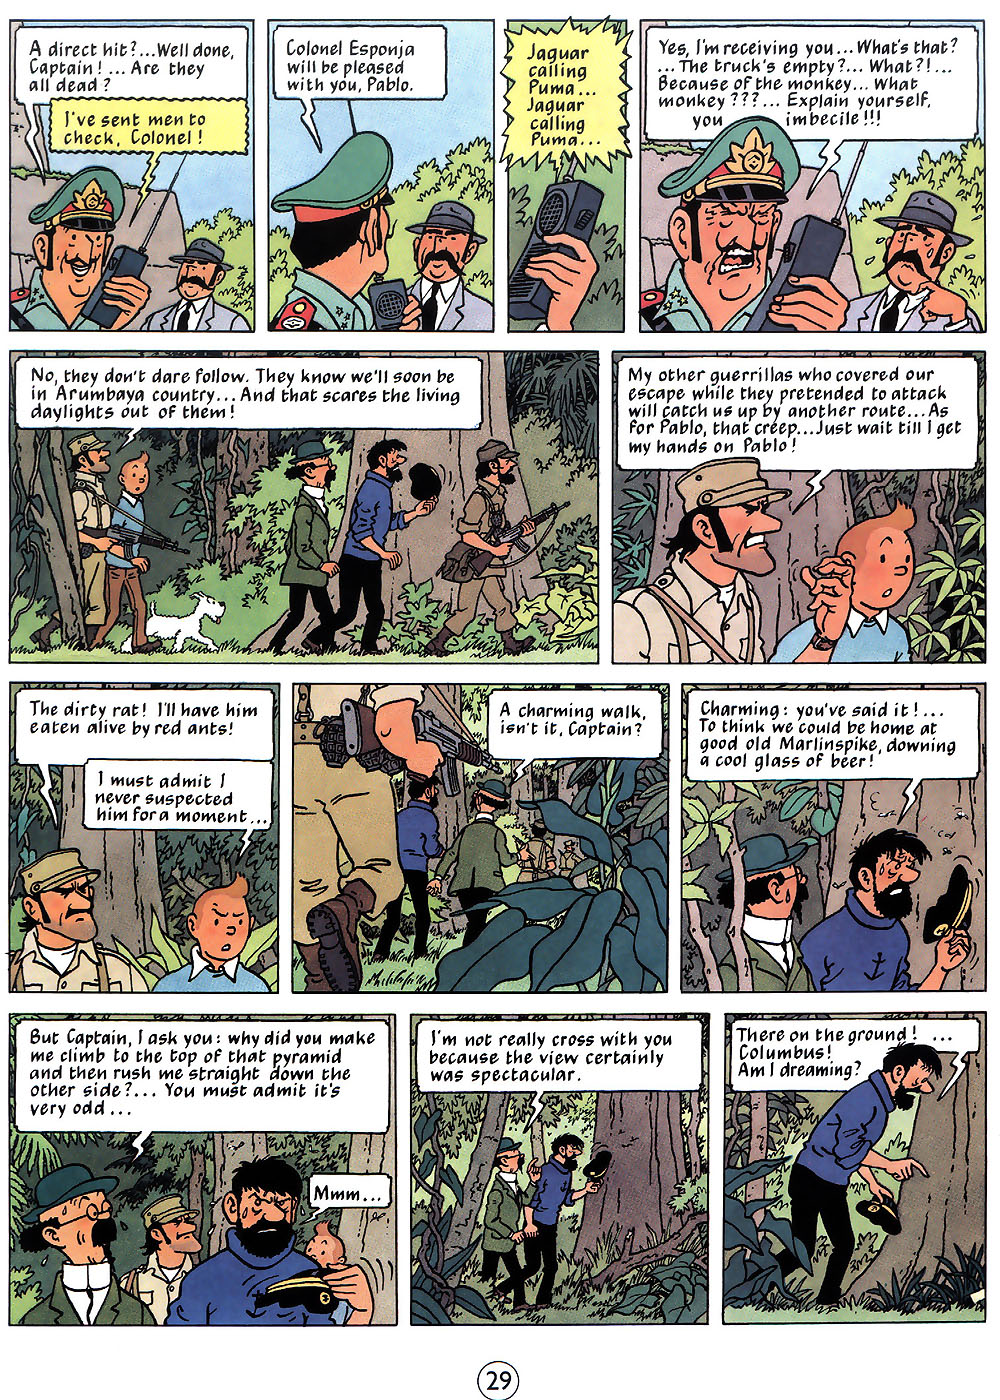 A direct hit?...Well done,
Captain! ... Are they
all dead?
I've sent men to
check, Colonel!
Colonel Esponja
will be pleased
with you, Pablo.
Jaguar
calling
Puma...
Jaguar
calling
Puma...
Yes, I'm receiving you... What's that?
... The truck's empty?... What?!...
Because of the monkey... What
monkey ???... Explain yourself,
you imbecile!!!
No, they don't dare follow. They know we'll soon be
in Arumbaya country... And that scares the living
daylights out of them!
My other guerrillas who covered our
escape while they pretended to attack
will catch us up by another route... As
for Pablo, that creep...Just wait till I get
my hands on Pablo!
The dirty rat! I'll have him
eaten alive by red ants!
I must admit I
never suspected
him for a moment...
A charming walk,
isn't it, Captain?
Charming: you've said it!...
To think we could be home at
good old Marlinspike, downing
a cool glass of beer!
But Captain, I ask you: why did you make
me climb to the top of that pyramid
and then rush me straight down the
other side?... You must admit it's
very odd...
Mmm...
I'm not really cross with you
because the view certainly
was spectacular.
There on the ground! ...
Columbus!
Am I dreaming?
29